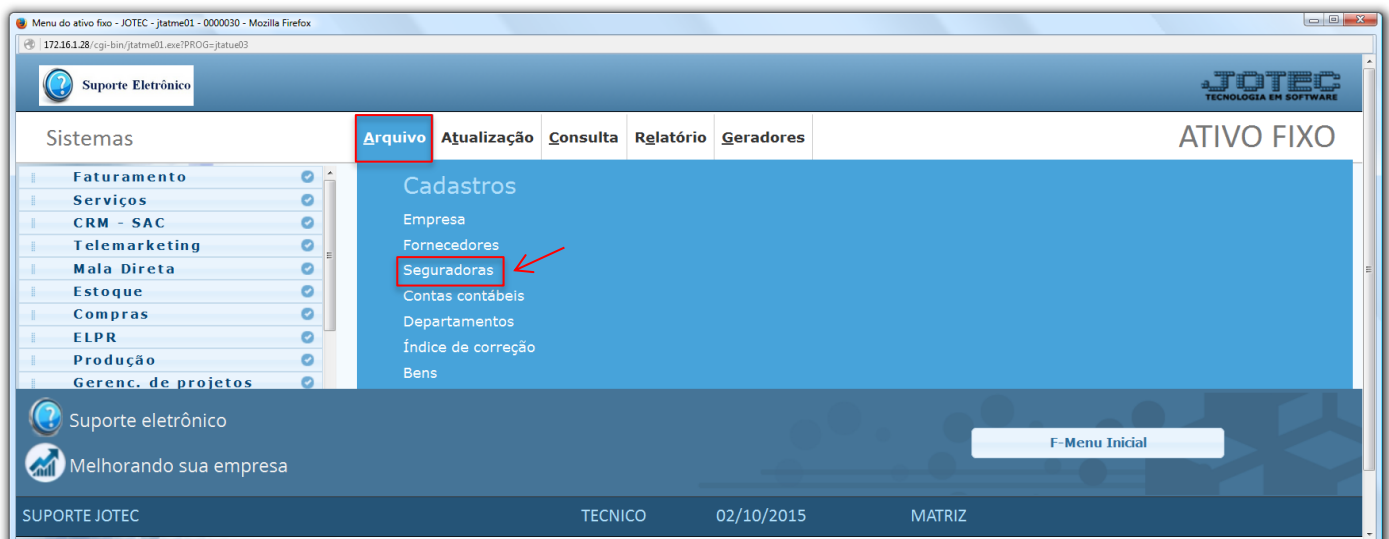 Menu do ativo fixo - JOTEC - jtatme01 - 0000030 - Mozilla Firefox
172.16.1.28/cgi-bin/jtatme01.exe?PROG=jtatue03
Suporte Eletrônico
JOTEC
TECNOLOGIA EM SOFTWARE
Sistemas
Arquivo Atualização Consulta Relatório Geradores
ATIVO FIXO
Faturamento
Serviços
CRM - SAC
Telemarketing
Mala Direta
Estoque
Compras
ELPR
Produção
Gerenc. de projetos
Cadastros
Empresa
Fornecedores
Seguradoras
Contas contábeis
Departamentos
Índice de correção
Bens
Suporte eletrônico
Melhorando sua empresa
F-Menu Inicial
SUPORTE JOTEC TECNICO 02/10/2015 MATRIZ